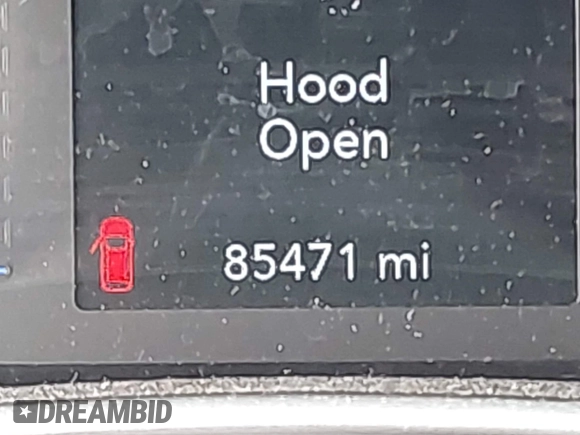 Hood
Open
85471 mi
DREAMBID